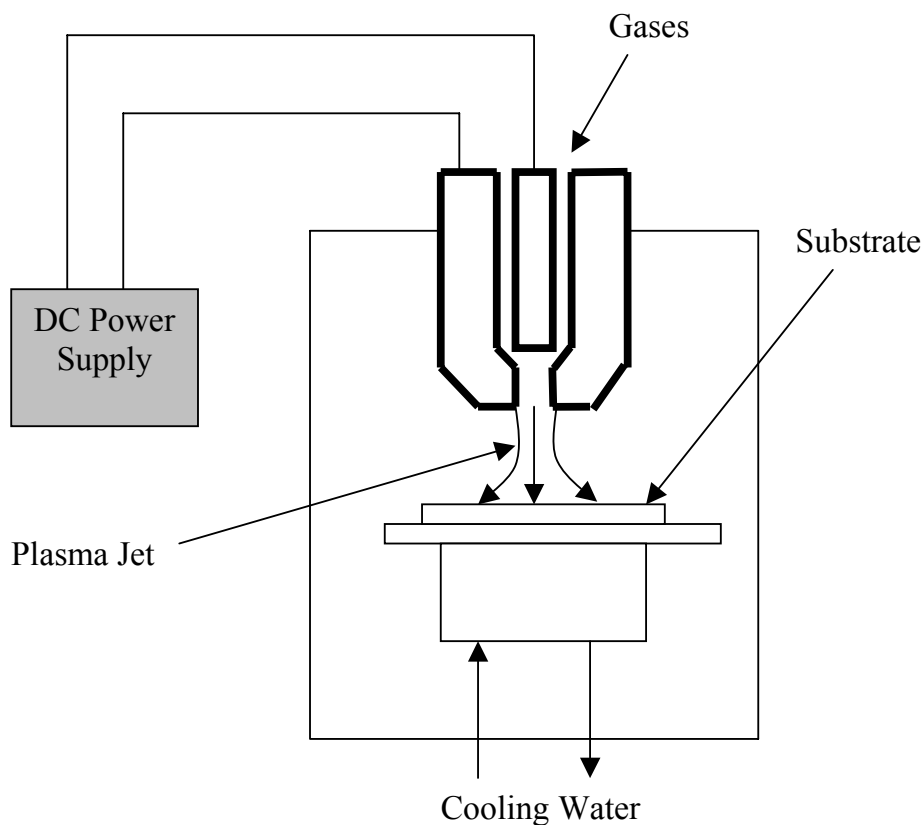 Gases
Substrate
DC Power
Supply
Plasma Jet
Cooling Water